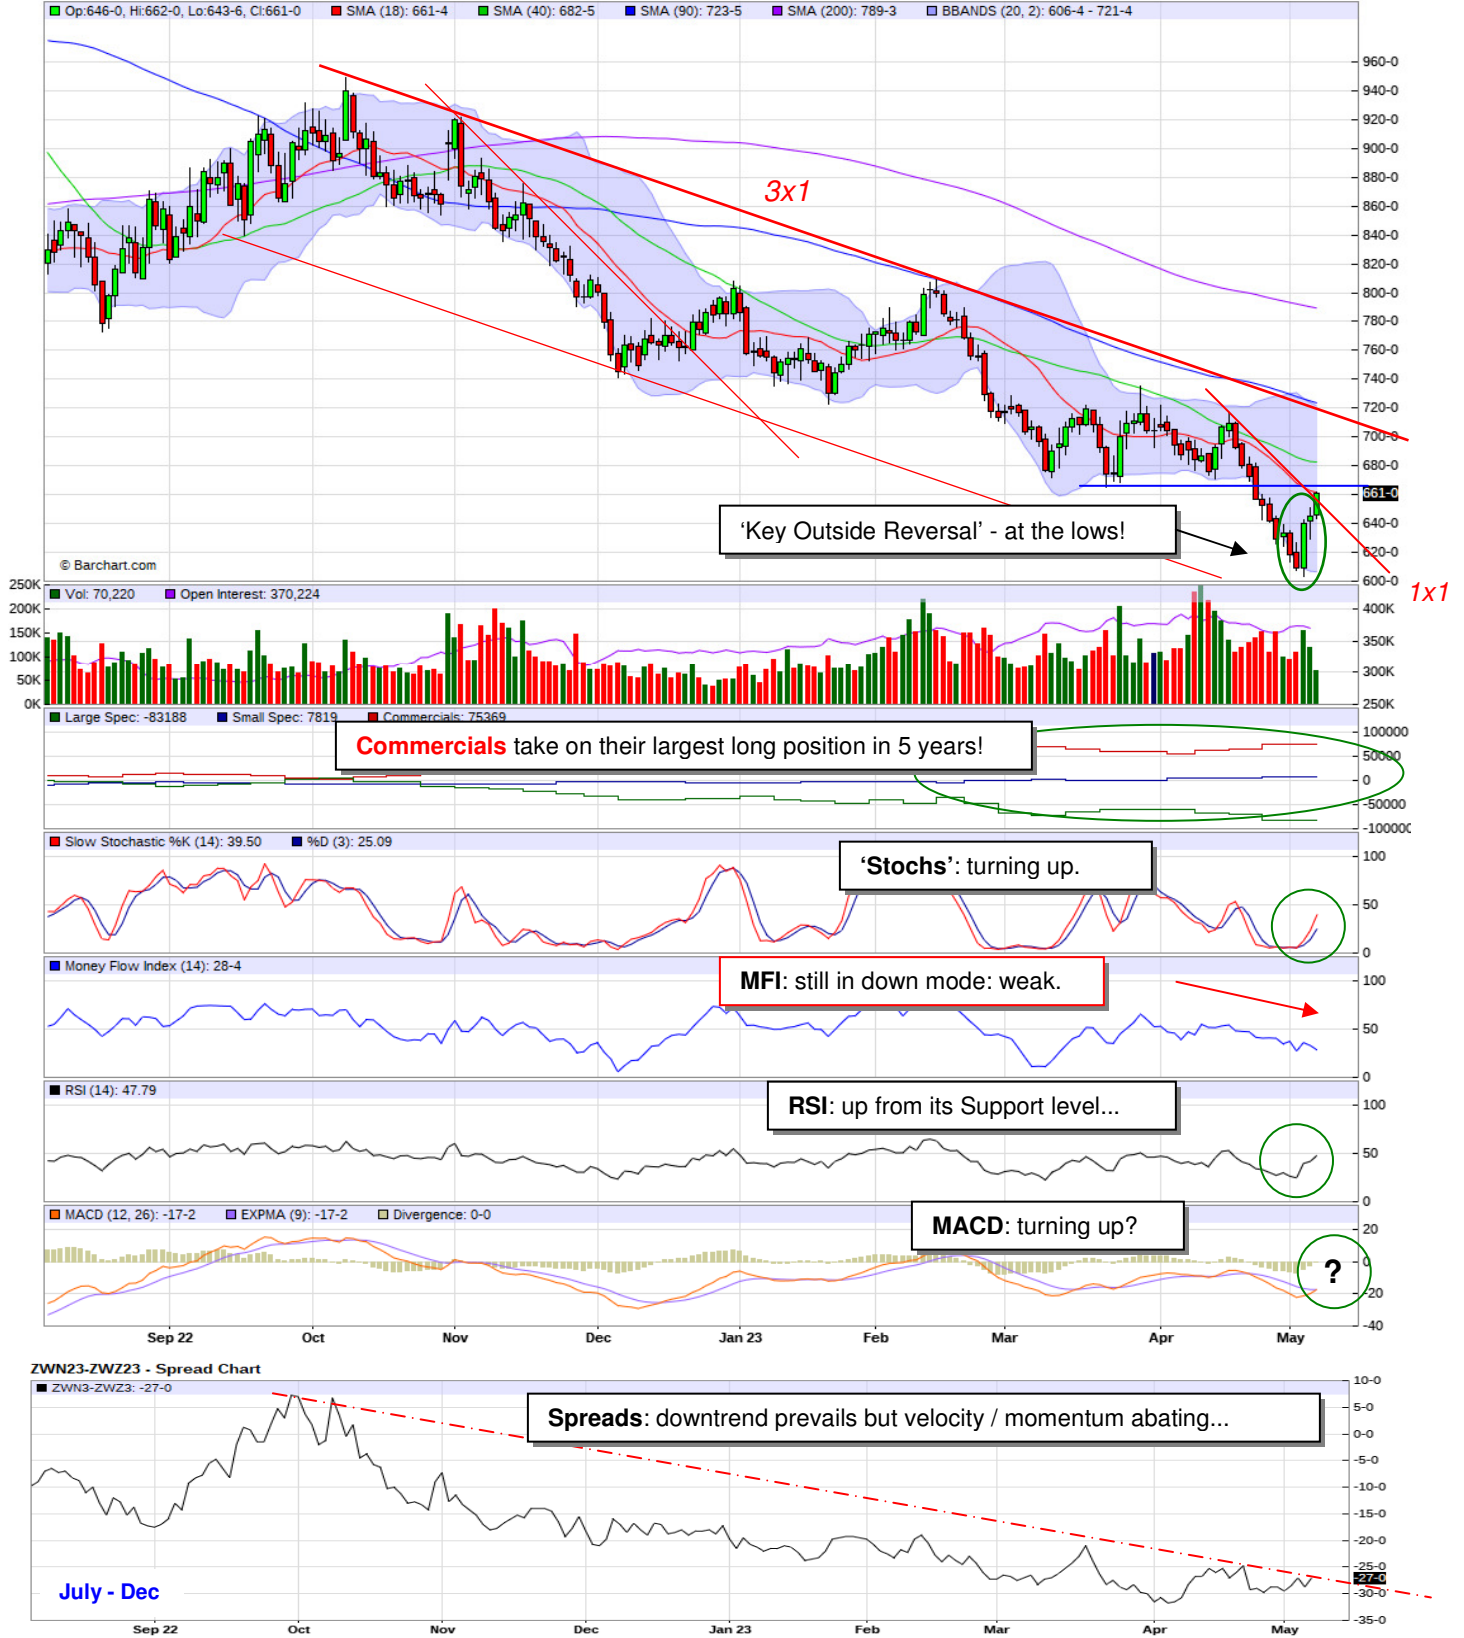 Op:646-0, Hi:662-0, Lo:643-6, Cl:661-0 SMA (18): 661-4 SMA (40): 682-5 SMA (90): 723-5 SMA (200): 789-3 BBANDS (20, 2): 606-4 - 721-4
960-0
940-0
920-0
900-0
880-0
3x1
860-0
840-0
820-0
800-0
780-0
760-0
740-0
720-0
700-0
680-0
661-0
640-0
‘Key Outside Reversal’ - at the lows!
620-0
© Barchart.com
600-0
1x1
250K Vol: 70,220 Open Interest: 370,224
200K 400K
150K 350K
100K 300K
50K
0K 250K
Large Spec: -83188 Small Spec: 7819 Commercials: 75369
100000
Commercials take on their largest long position in 5 years!
50000
0
-50000
-100000
Slow Stochastic %K (14): 39.50 %D (3): 25.09
100
‘Stochs’: turning up.
50
0
Money Flow Index (14): 28-4
100
MFI: still in down mode: weak.
50
0
RSI (14): 47.79
100
RSI: up from its Support level...
50
0
MACD (12, 26): -17-2 EXPMA (9): -17-2 Divergence: 0-0
20
MACD: turning up?
0
?
-20
-40
Sep 22 Oct Nov Dec Jan 23 Feb Mar Apr May
ZWN23-ZWZ23 - Spread Chart
ZWN3-ZWZ3: -27-0
10-0
5-0
Spreads: downtrend prevails but velocity / momentum abating...
0-0
-5-0
-10-0
-15-0
-20-0
-25-0
-27-0
July - Dec
-30-0
-35-0
Sep 22 Oct Nov Dec Jan 23 Feb Mar Apr May